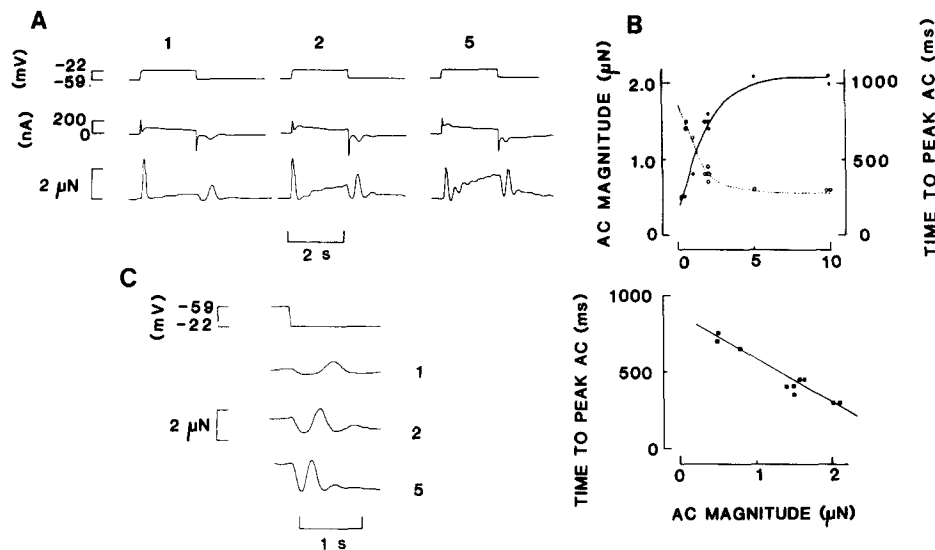 A
1 2 5
-22
-59
(mV)
200
0
(nA)
2 µN
2 s
B
AC MAGNITUDE (µN)
2.0
1.0
0
1000
500
0
TIME TO PEAK AC (ms)
0 5 10
C
-59
-22
(mV)
1
2 µN
2
5
1 s
TIME TO PEAK AC (ms)
1000
500
0
0 1 2
AC MAGNITUDE (µN)